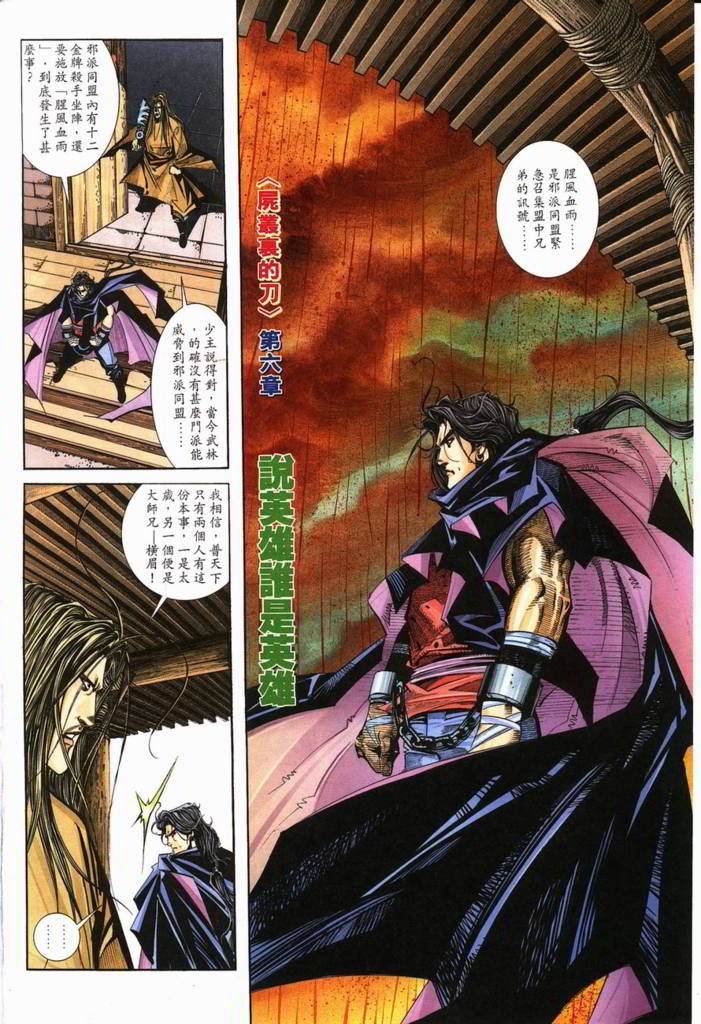 腥風血雨……
是邪派同盟緊
急召集盟中兄
弟的訊號……
《屍叢裏的刀》 第六章
說英雄誰是英雄
邪派同盟內有十二
金牌殺手坐陣，還
要施放「腥風血雨
」，到底發生了甚
麼事？
少主說得對，當今武林
，的確沒有甚麼門派能
威脅到邪派同盟……
我相信，普天下
只有兩個人有這
份本事，一是太
歲，另一個便是
大師兄—橫眉！
……